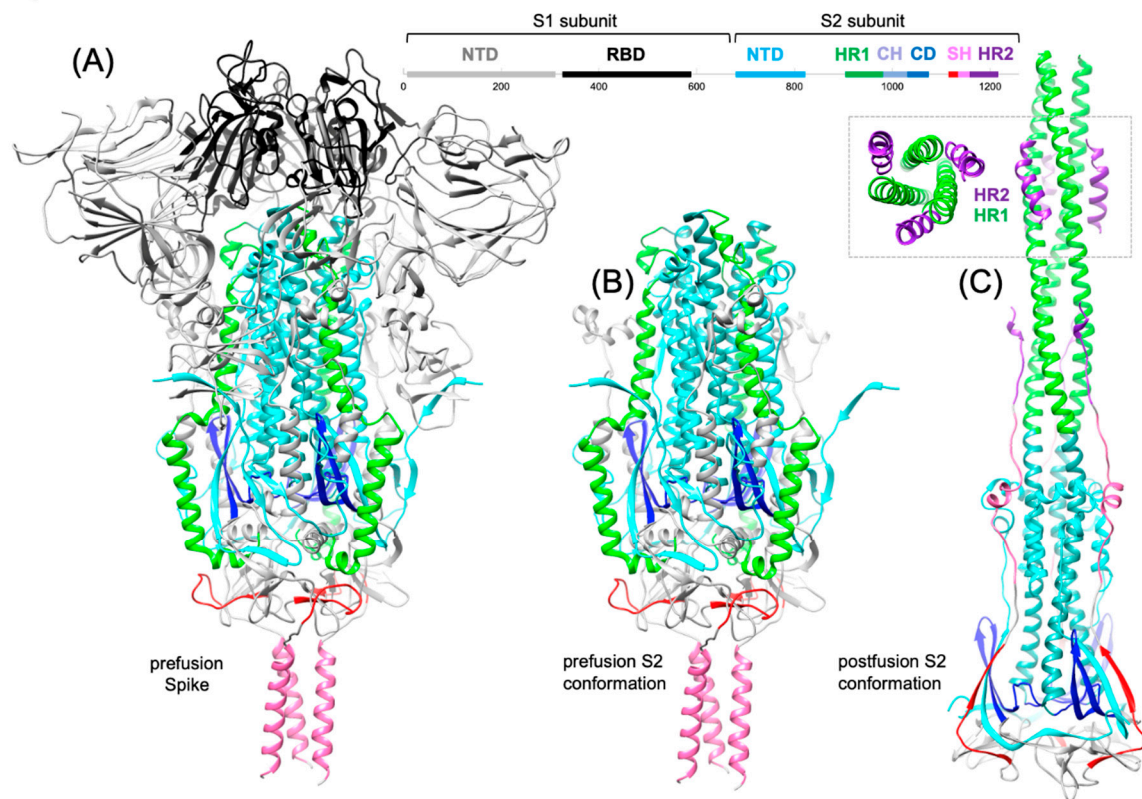 S1 subunit S2 subunit
(A)
NTD RBD NTD HR1 CH CD SH HR2
0 200 400 600 800 1000 1200
HR2
HR1
(B)
(C)
prefusion
Spike
prefusion S2
conformation
postfusion S2
conformation